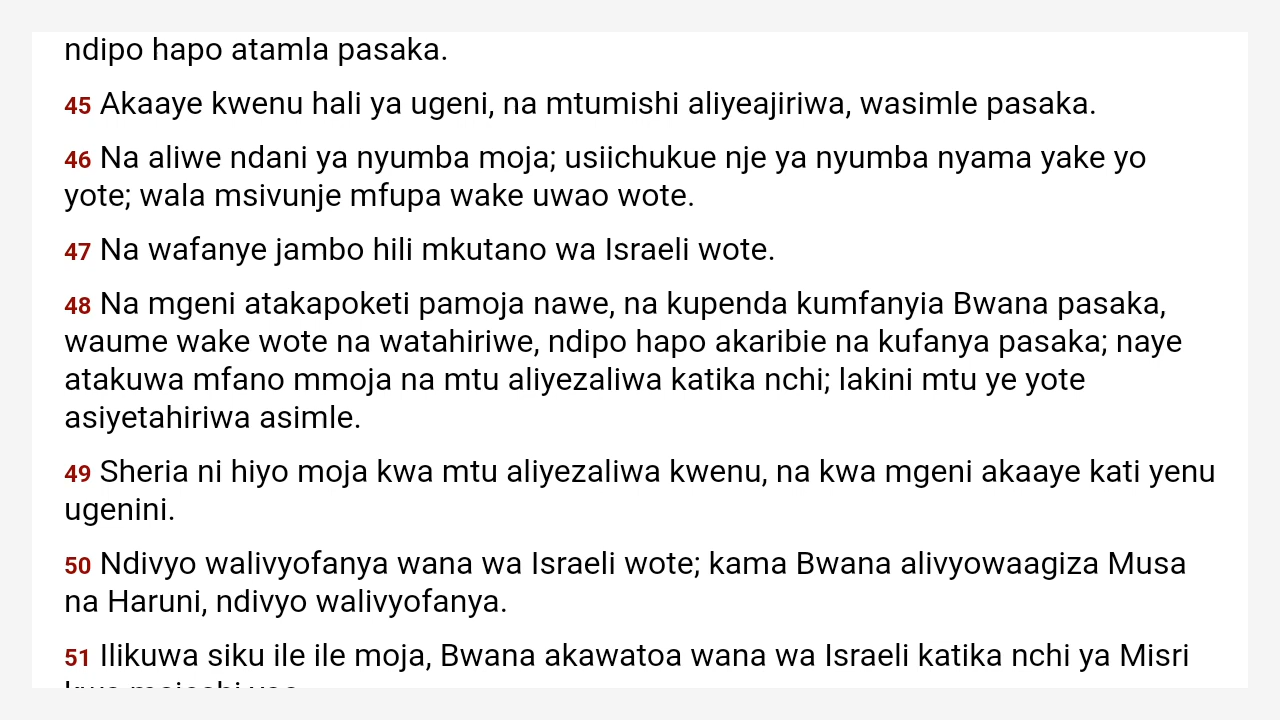 ndipo hapo atamla pasaka.
45 Akaaye kwenu hali ya ugeni, na mtumishi aliyeajiriwa, wasimle pasaka.
46 Na aliwe ndani ya nyumba moja; usiichukue nje ya nyumba nyama yake yo
yote; wala msivunje mfupa wake uwao wote.
47 Na wafanye jambo hili mkutano wa Israeli wote.
48 Na mgeni atakapoketi pamoja nawe, na kupenda kumfanyia Bwana pasaka,
waume wake wote na watahiriwe, ndipo hapo akaribie na kufanya pasaka; naye
atakuwa mfano mmoja na mtu aliyezaliwa katika nchi; lakini mtu ye yote
asiyetahiriwa asimle.
49 Sheria ni hiyo moja kwa mtu aliyezaliwa kwenu, na kwa mgeni akaaye kati yenu
ugenini.
50 Ndivyo walivyofanya wana wa Israeli wote; kama Bwana alivyowaagiza Musa
na Haruni, ndivyo walivyofanya.
51 Ilikuwa siku ile ile moja, Bwana akawatoa wana wa Israeli katika nchi ya Misri